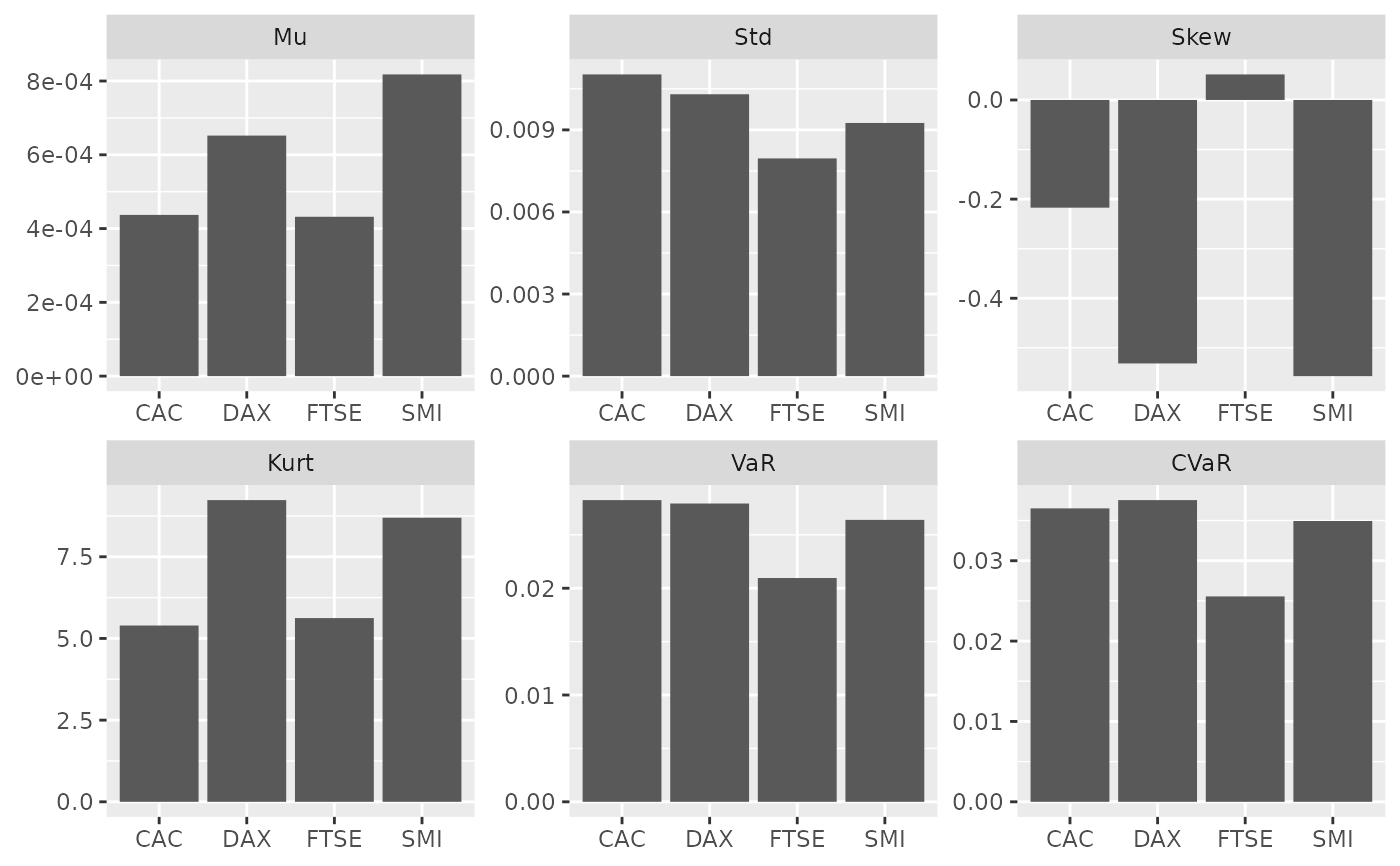 Mu
Std
Skew
8e-04
6e-04
4e-04
2e-04
0e+00
0.009
0.006
0.003
0.000
0.0
-0.2
-0.4
CAC DAX FTSE SMI
CAC DAX FTSE SMI
CAC DAX FTSE SMI
Kurt
VaR
CVaR
7.5
5.0
2.5
0.0
0.02
0.01
0.00
0.03
0.02
0.01
0.00
CAC DAX FTSE SMI
CAC DAX FTSE SMI
CAC DAX FTSE SMI